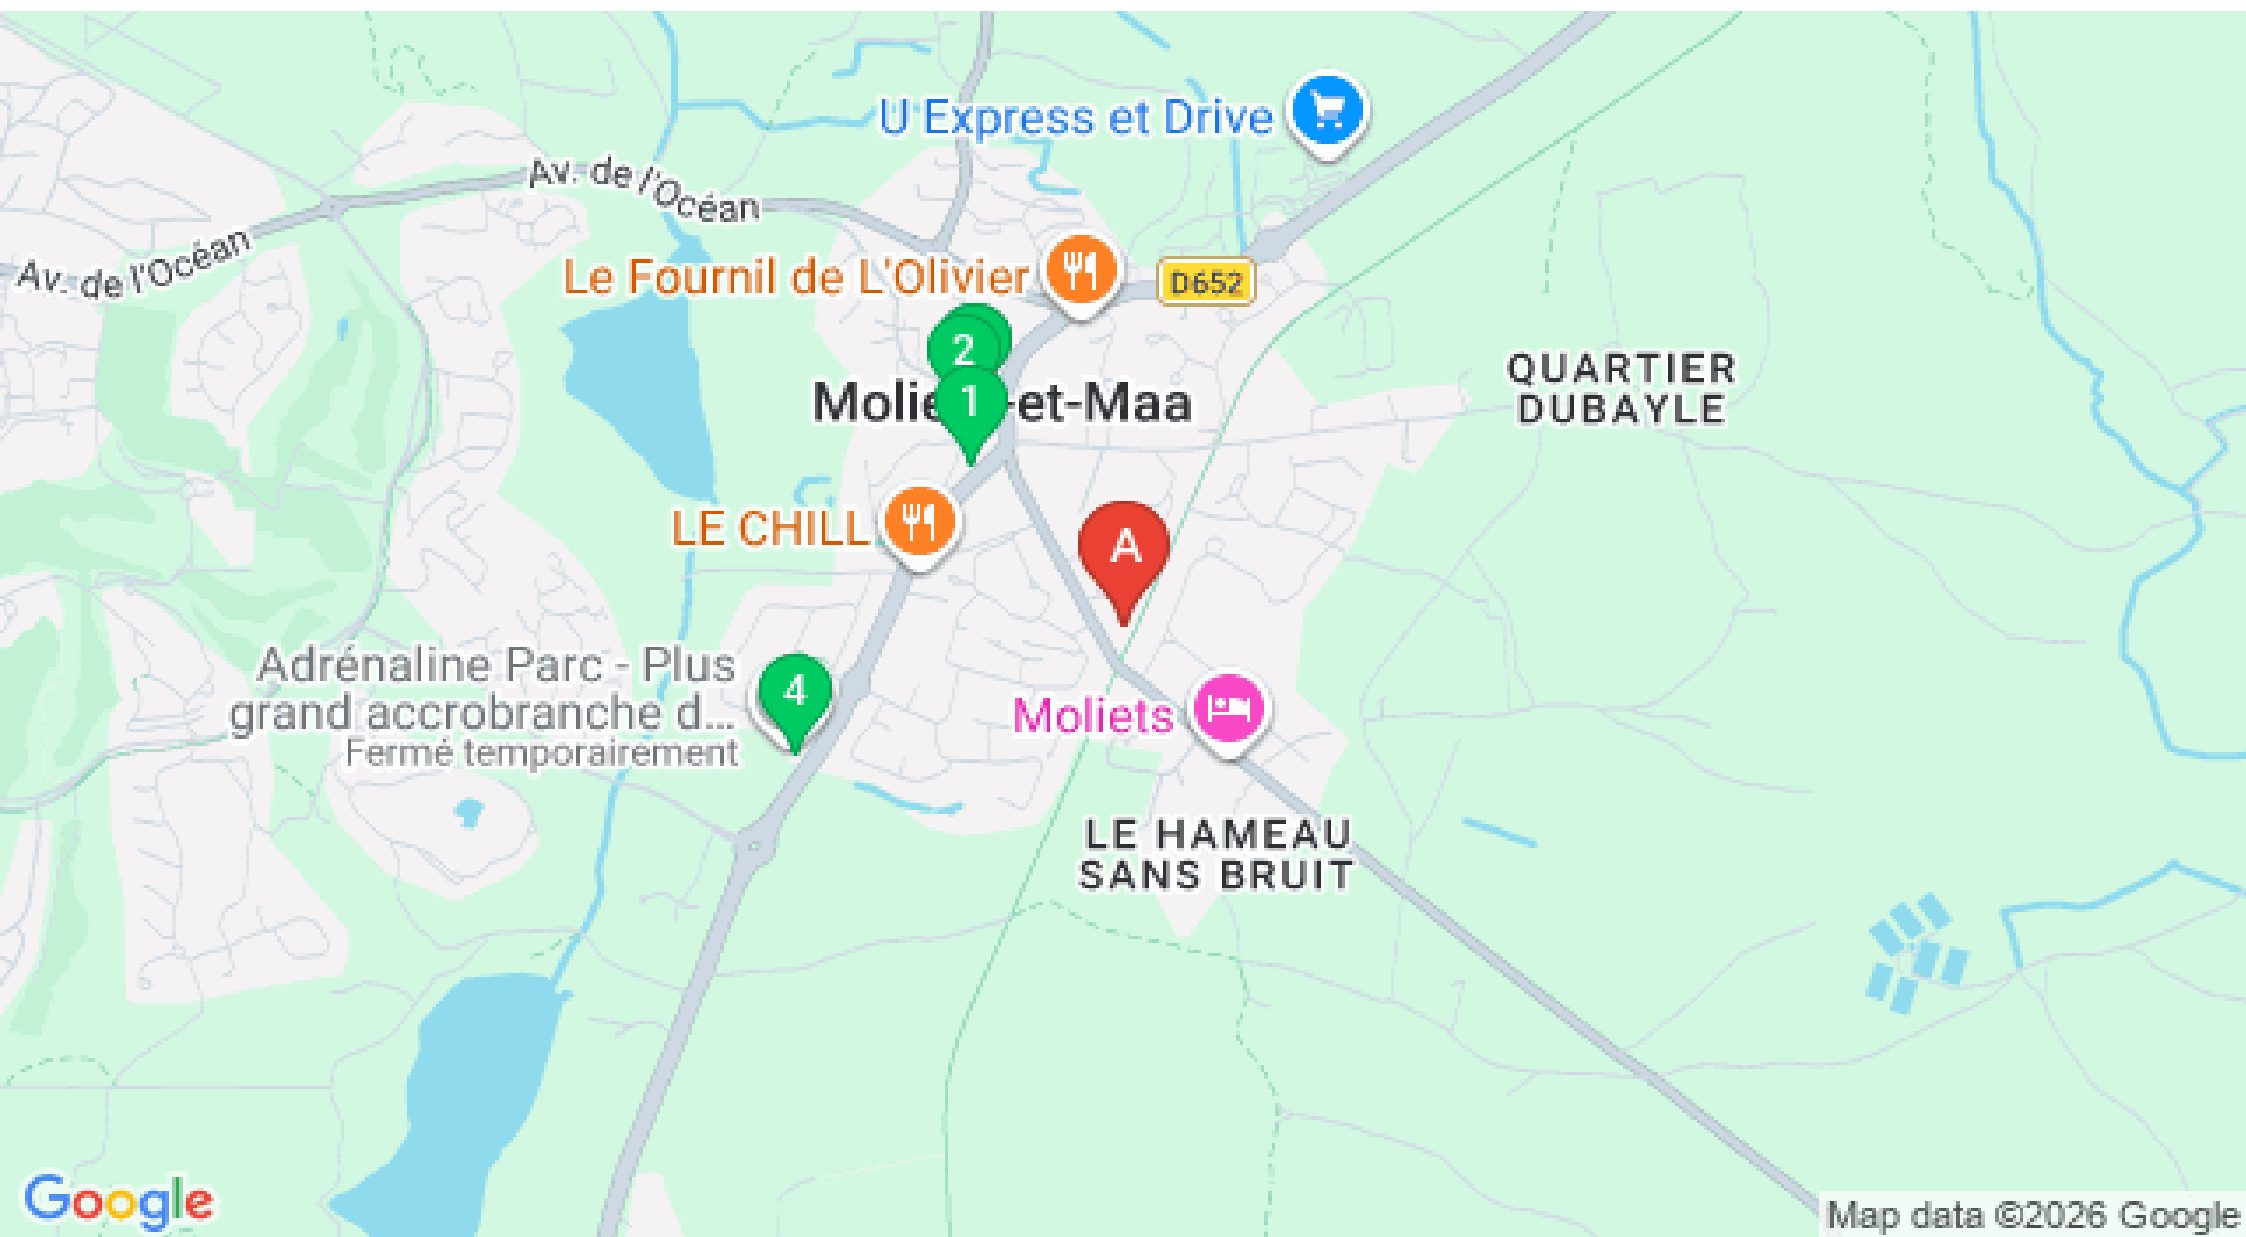 U Express et Drive
Av. de l'Océan
Av. de l'Océan
Le Fournil de L'Olivier
D652
2
1
-et-Maa
QUARTIER
DUBAYLE
LE CHILL
A
Adrénaline Parc - Plus
grand accrobranche d...
Fermé temporairement
4
Moliets
LE HAMEAU
SANS BRUIT
Google
Map data ©2026 Google